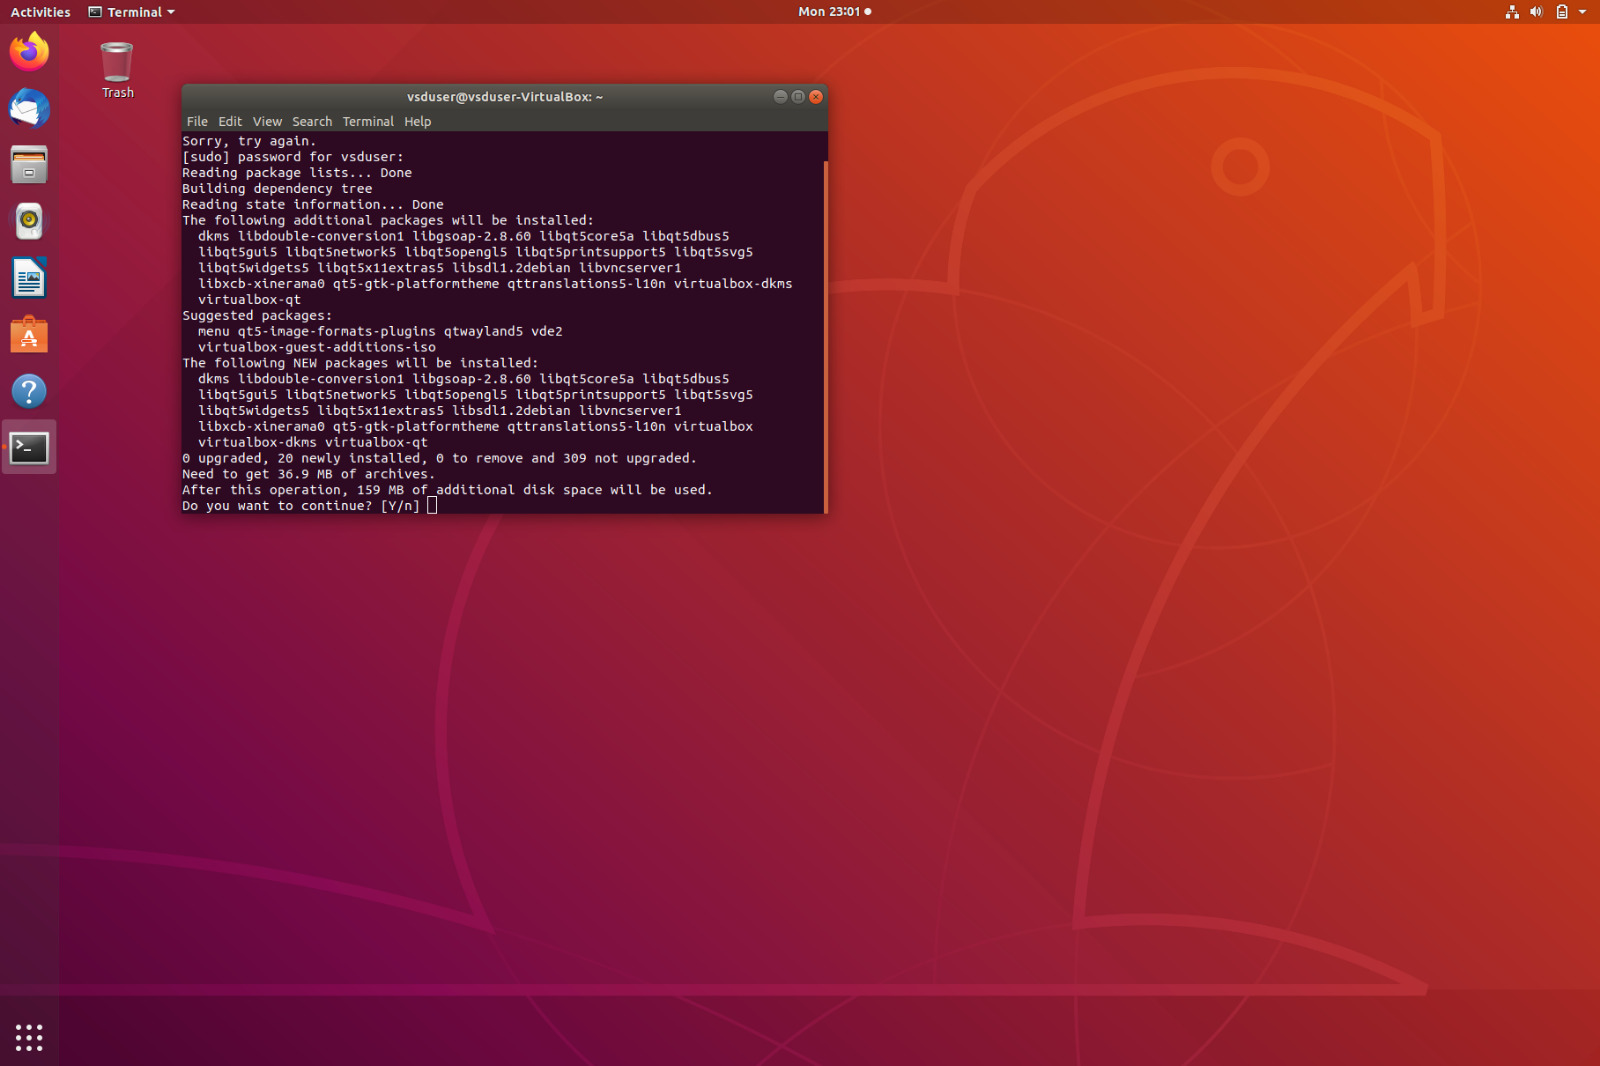 Activities Terminal Mon 23:01
Trash
vsduser@vsduser-VirtualBox: ~
File Edit View Search Terminal Help
Sorry, try again.
[sudo] password for vsduser:
Reading package lists... Done
Building dependency tree
Reading state information... Done
The following additional packages will be installed:
dkms libdouble-conversion1 libgsoap-2.8.60 libqt5core5a libqt5dbus5
libqt5gui5 libqt5network5 libqt5opengl5 libqt5printsupport5 libqt5svg5
libqt5widgets5 libqt5x11extras5 libsdl1.2debian libvncserver1
libxcb-xinerama0 qt5-gtk-platformtheme qttranslations5-l10n virtualbox-dkms
virtualbox-qt
Suggested packages:
menu qt5-image-formats-plugins qtwayland5 vde2
virtualbox-guest-additions-iso
The following NEW packages will be installed:
dkms libdouble-conversion1 libgsoap-2.8.60 libqt5core5a libqt5dbus5
libqt5gui5 libqt5network5 libqt5opengl5 libqt5printsupport5 libqt5svg5
libqt5widgets5 libqt5x11extras5 libsdl1.2debian libvncserver1
libxcb-xinerama0 qt5-gtk-platformtheme qttranslations5-l10n virtualbox
virtualbox-dkms virtualbox-qt
0 upgraded, 20 newly installed, 0 to remove and 309 not upgraded.
Need to get 36.9 MB of archives.
After this operation, 159 MB of additional disk space will be used.
Do you want to continue? [Y/n]